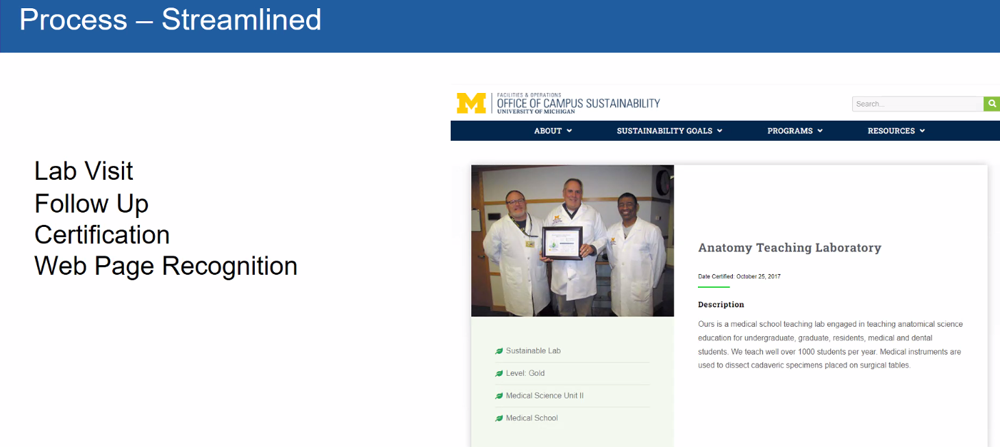 Process – Streamlined
Lab Visit
Follow Up
Certification
Web Page Recognition
FACILITIES & OPERATIONS
OFFICE OF CAMPUS SUSTAINABILITY
UNIVERSITY OF MICHIGAN
Search...
ABOUT SUSTAINABILITY GOALS PROGRAMS RESOURCES
Sustainable Lab
Level: Gold
Medical Science Unit II
Medical School
Anatomy Teaching Laboratory
Date Certified: October 25, 2017
Description
Ours is a medical school teaching lab engaged in teaching anatomical science
education for undergraduate, graduate, residents, medical and dental
students. We teach well over 1000 students per year. Medical instruments are
used to dissect cadaveric specimens placed on surgical tables.